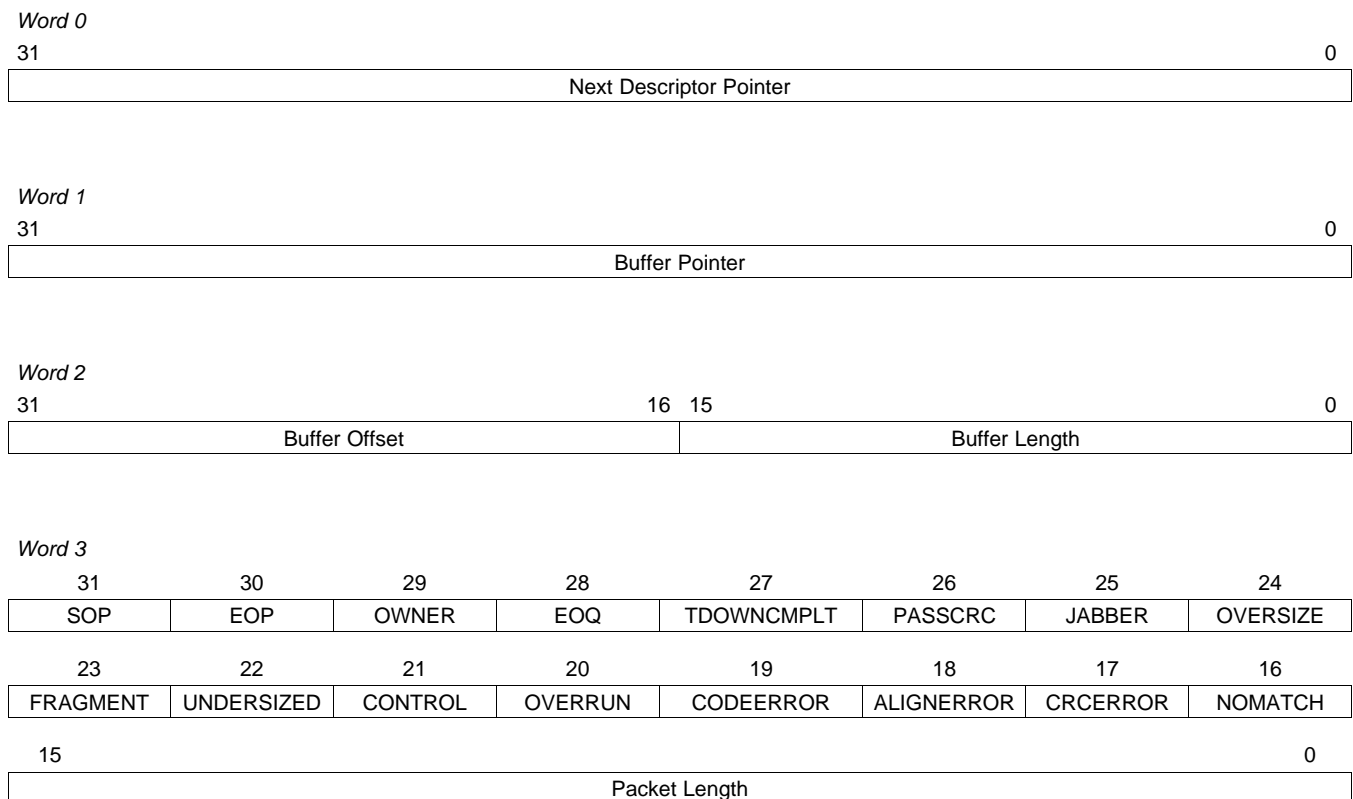 Word 0
31 0
Next Descriptor Pointer
Word 1
31 0
Buffer Pointer
Word 2
31 16 15 0
Buffer Offset Buffer Length
Word 3
31 30 29 28 27 26 25 24
SOP EOP OWNER EOQ TDOWNCMPLT PASSCRC JABBER OVERSIZE
23 22 21 20 19 18 17 16
FRAGMENT UNDERSIZED CONTROL OVERRUN CODEERROR ALIGNERROR CRCERROR NOMATCH
15 0
Packet Length